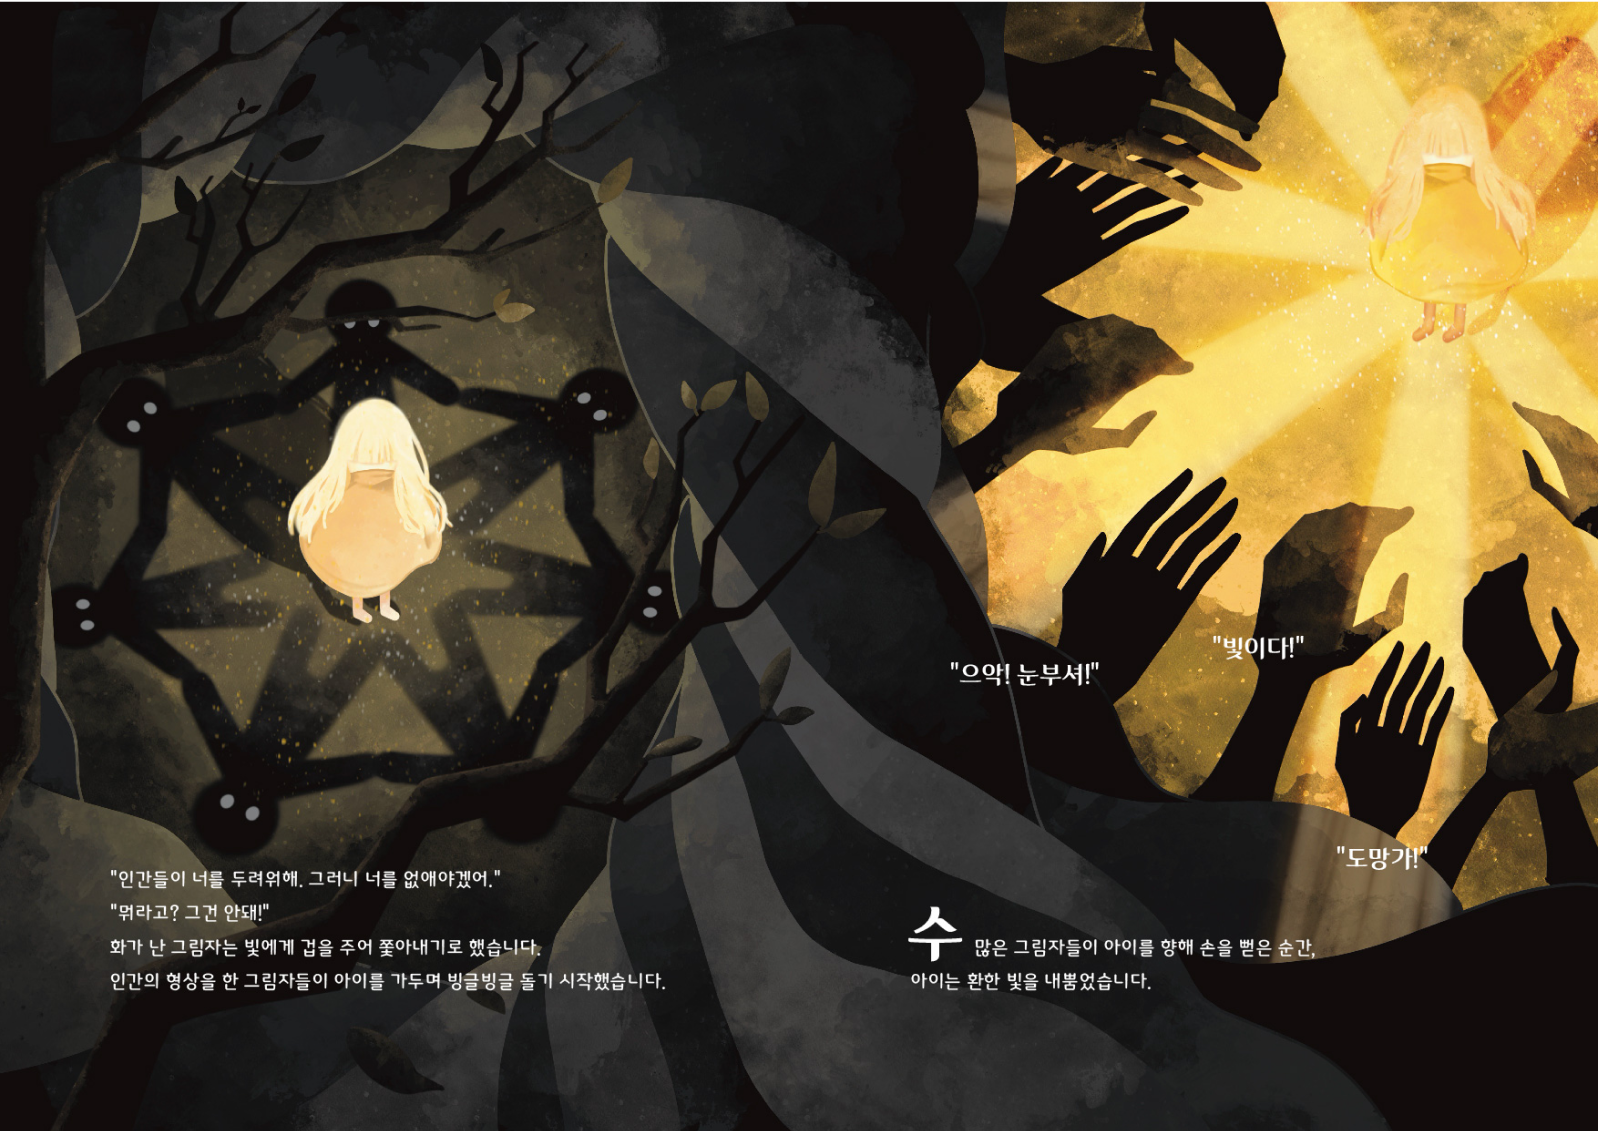 "인간들이 너를 두려워해. 그러니 너를 없애야겠어."
"뭐라고? 그건 안돼!"
화가 난 그림자는 빛에게 겁을 주어 쫓아내기로 했습니다.
인간의 형상을 한 그림자들이 아이를 가두며 빙글빙글 돌기 시작했습니다.
"으악! 눈부셔!"
"빛이다!"
"도망가!"
수많은 그림자들이 아이를 향해 손을 뻗은 순간,
아이는 환한 빛을 내뿜었습니다.